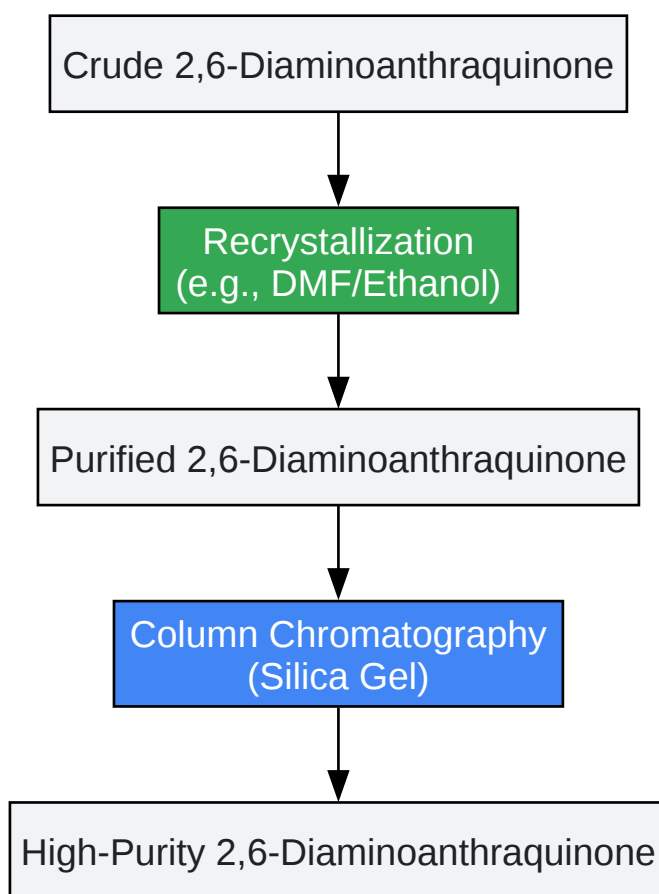 Crude 2,6-Diaminoanthraquinone
Recrystallization
(e.g., DMF/Ethanol)
Purified 2,6-Diaminoanthraquinone
Column Chromatography
(Silica Gel)
High-Purity 2,6-Diaminoanthraquinone